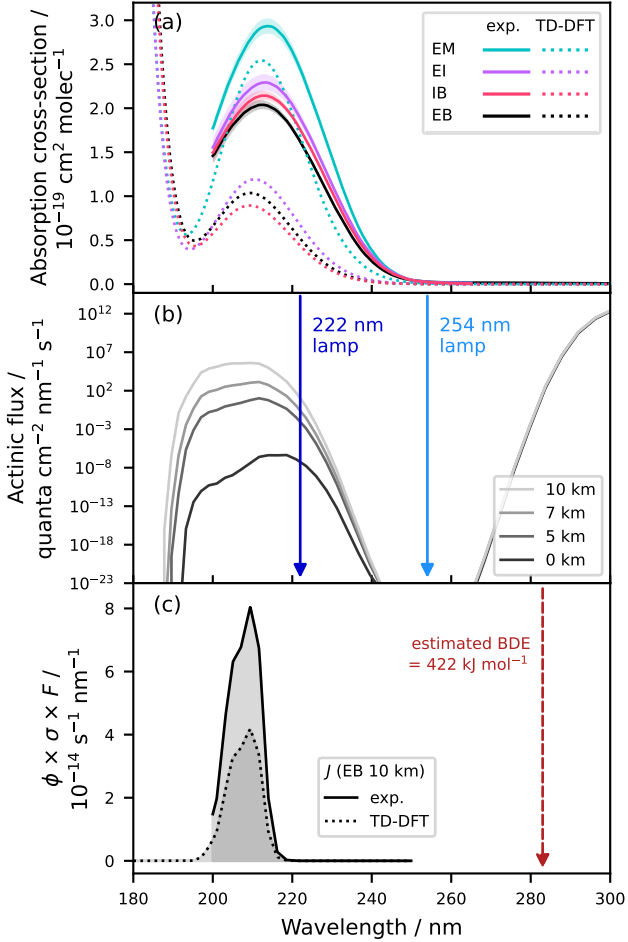 (a)
exp. TD-DFT
EM
EI
IB
EB
Absorption cross-section /
10⁻¹⁹ cm² molec⁻¹
3.0
2.5
2.0
1.5
1.0
0.5
0.0
(b)
222 nm
lamp
254 nm
lamp
Actinic flux /
quanta cm⁻² nm⁻¹ s⁻¹
10¹²
10⁷
10²
10⁻³
10⁻⁸
10⁻¹³
10⁻¹⁸
10⁻²³
10 km
7 km
5 km
0 km
(c)
estimated BDE
= 422 kJ mol⁻¹
ϕ × σ × F /
10⁻¹⁴ s⁻¹ nm⁻¹
8
6
4
2
0
J (EB 10 km)
exp.
TD-DFT
180 200 220 240 260 280 300
Wavelength / nm